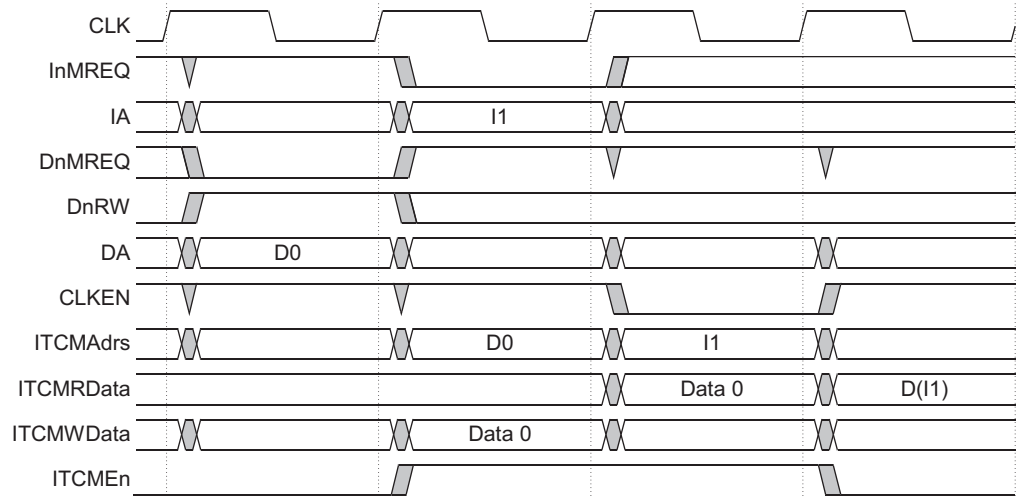 CLK
InMREQ
IA I1
DnMREQ
DnRW
DA D0
CLKEN
ITCMAdrs D0 I1
ITCMRData Data 0 D(I1)
ITCMWData Data 0
ITCMEn